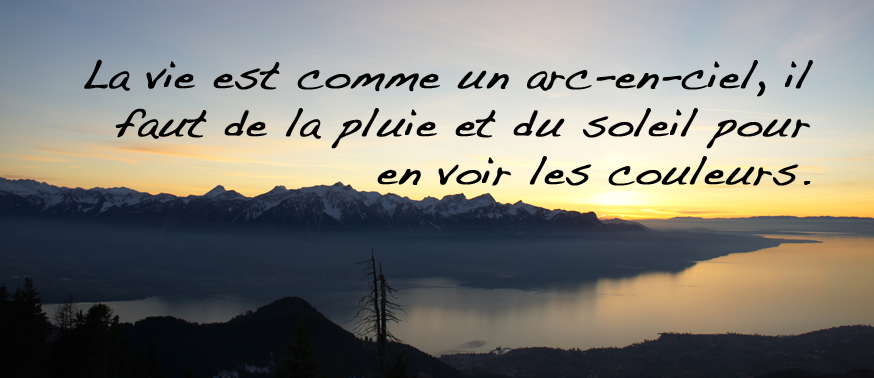 La vie est comme un arc-en-ciel, il
faut de la pluie et du soleil pour
en voir les couleurs.